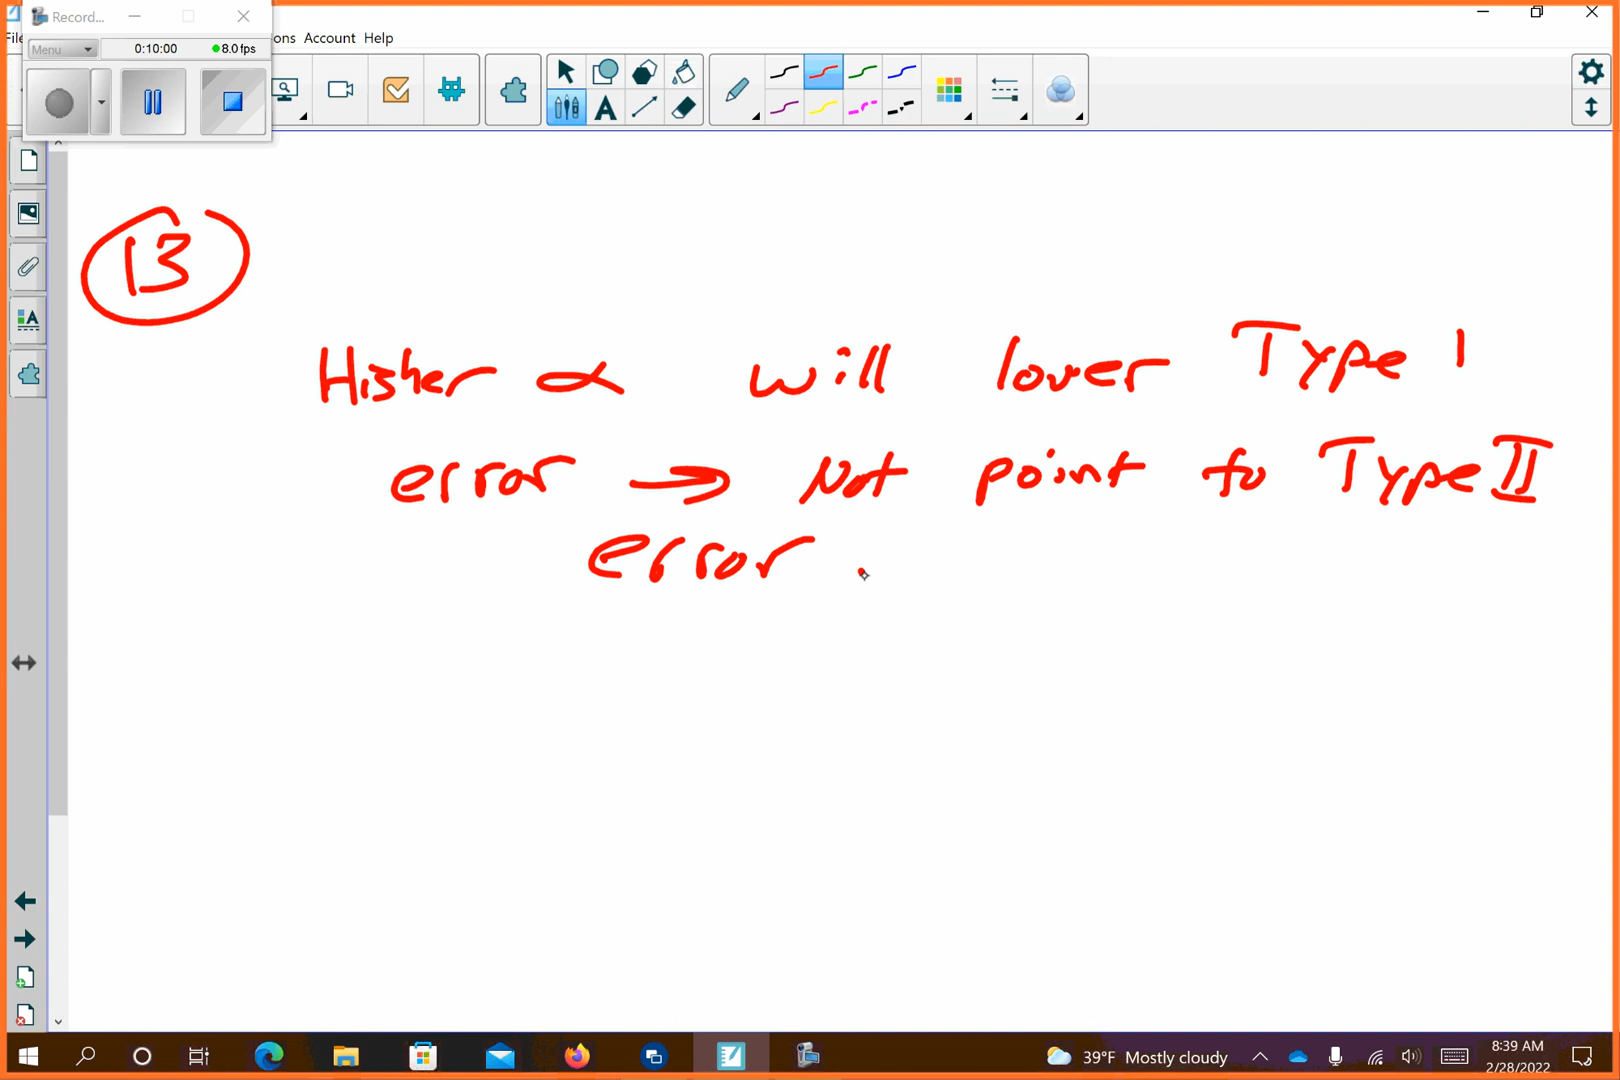 Record...
0:10:00
8.0 fps
Menu
ons Account Help
13
Higher ∝ will lower Type 1
error → Not point to Type II
error .
39°F Mostly cloudy
8:39 AM
2/28/2022